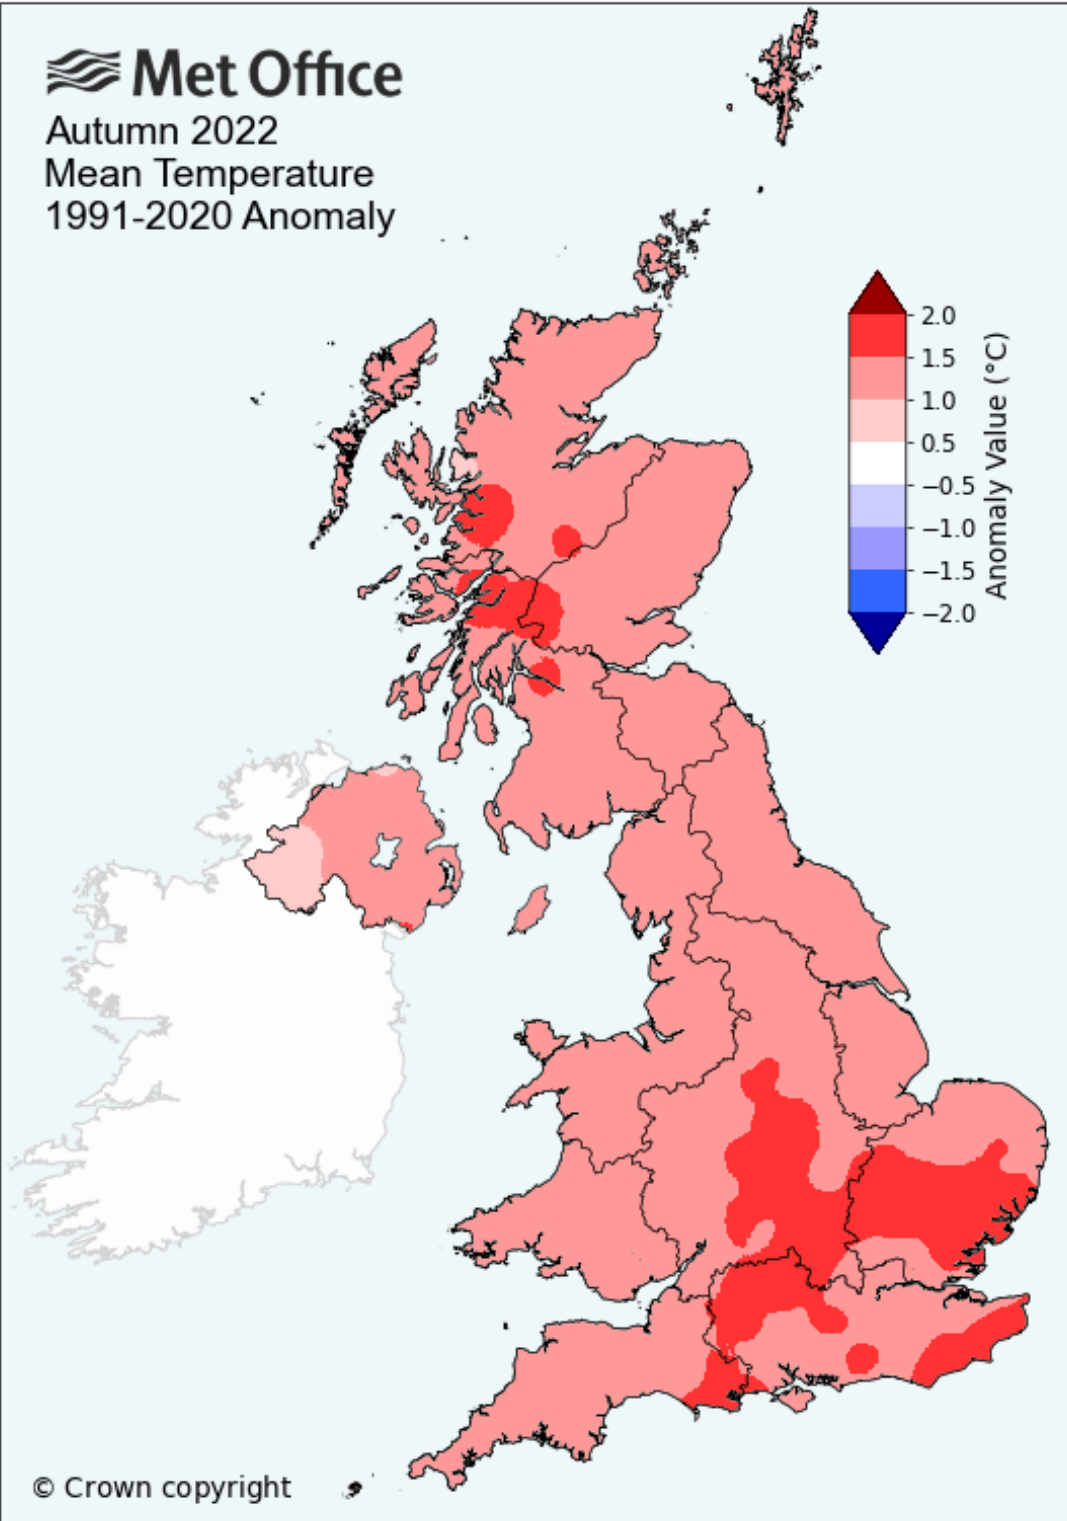 Met Office
Autumn 2022
Mean Temperature
1991-2020 Anomaly
2.0
1.5
1.0
0.5
−0.5
−1.0
−1.5
−2.0
Anomaly Value (°C)
© Crown copyright